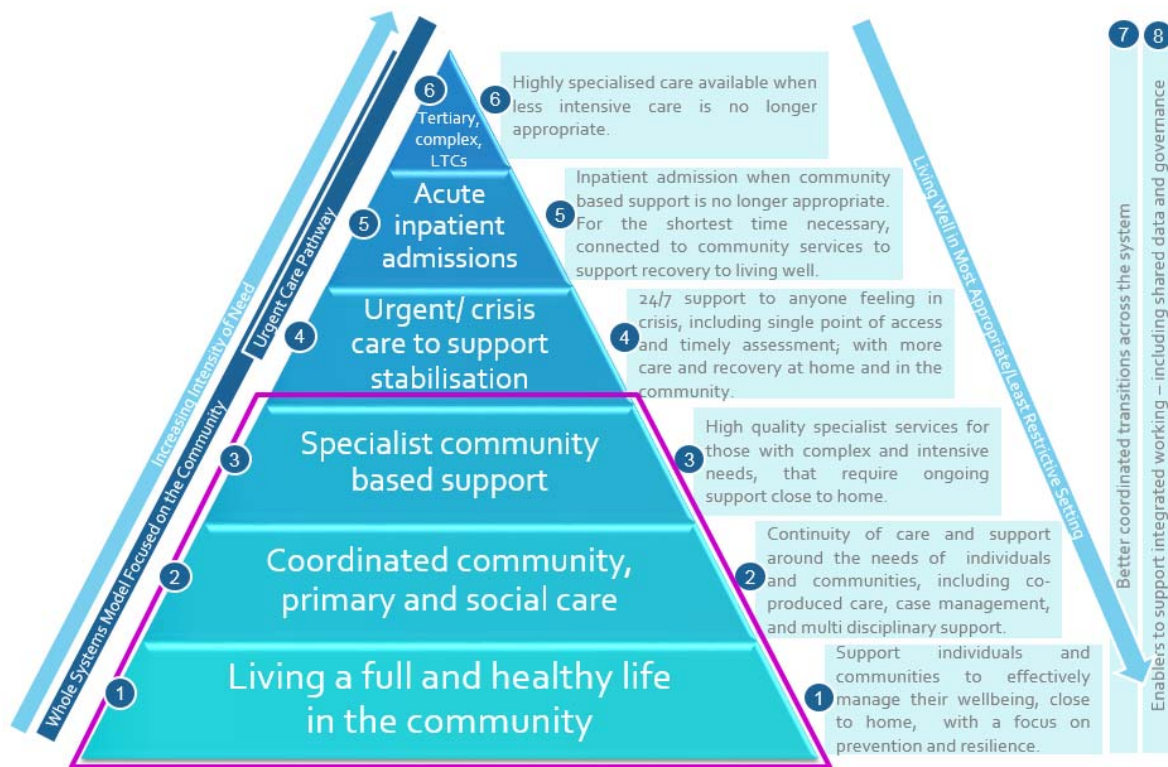 6
Tertiary,
complex,
LTCs
6
Highly specialised care available when
less intensive care is no longer
appropriate.
5
Acute
inpatient
admissions
5
Inpatient admission when community
based support is no longer appropriate.
For the shortest time necessary,
connected to community services to
support recovery to living well.
4
Urgent/ crisis
care to support
stabilisation
4
24/7 support to anyone feeling in
crisis, including single point of access
and timely assessment; with more
care and recovery at home and in the
community.
3
Specialist community
based support
3
High quality specialist services for
those with complex and intensive
needs, that require ongoing
support close to home.
2
Coordinated community,
primary and social care
2
Continuity of care and support
around the needs of individuals
and communities, including co-
produced care, case management,
and multi disciplinary support.
1
Living a full and healthy life
in the community
1
Support individuals and
communities to effectively
manage their wellbeing, close
to home, with a focus on
prevention and resilience.
Increasing Intensity of Need
Whole Systems Model Focused on the Community
Urgent Care Pathway
Living Well in Most Appropriate/Least Restrictive Setting
7
Better coordinated transitions across the system
8
Enablers to support integrated working – including shared data and governance